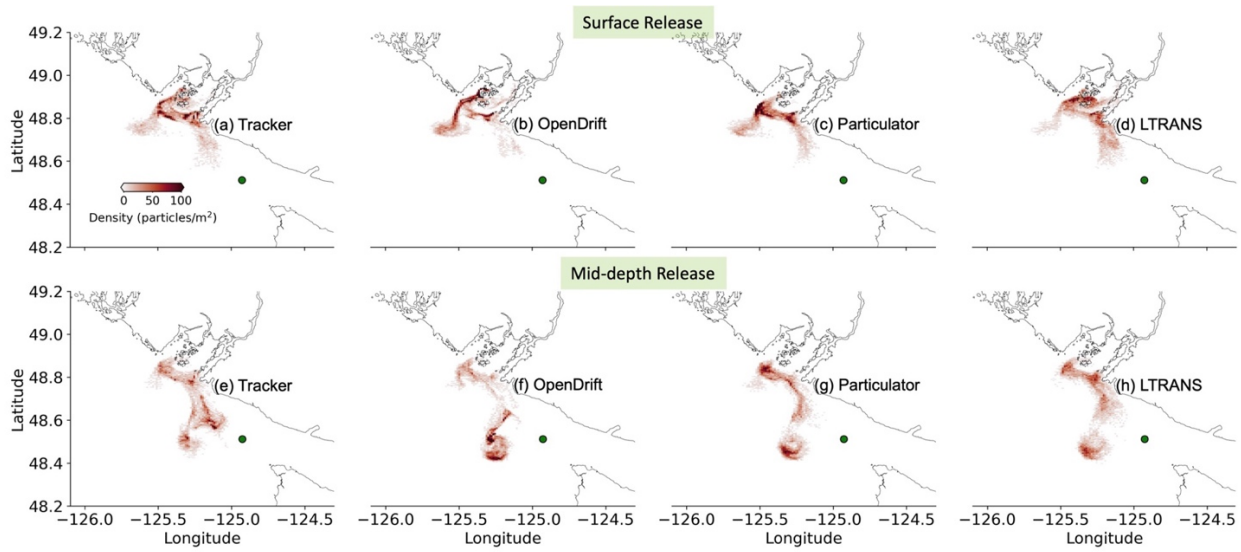 Surface Release
49.2
49.0
48.8
48.6
48.4
48.2
Latitude
(a) Tracker
(b) OpenDrift
(c) Particulator
(d) LTRANS
0 50 100
Density (particles/m²)
Mid-depth Release
49.2
49.0
48.8
48.6
48.4
48.2
Latitude
(e) Tracker
(f) OpenDrift
(g) Particulator
(h) LTRANS
−126.0 −125.5 −125.0 −124.5
−126.0 −125.5 −125.0 −124.5
−126.0 −125.5 −125.0 −124.5
−126.0 −125.5 −125.0 −124.5
Longitude
Longitude
Longitude
Longitude